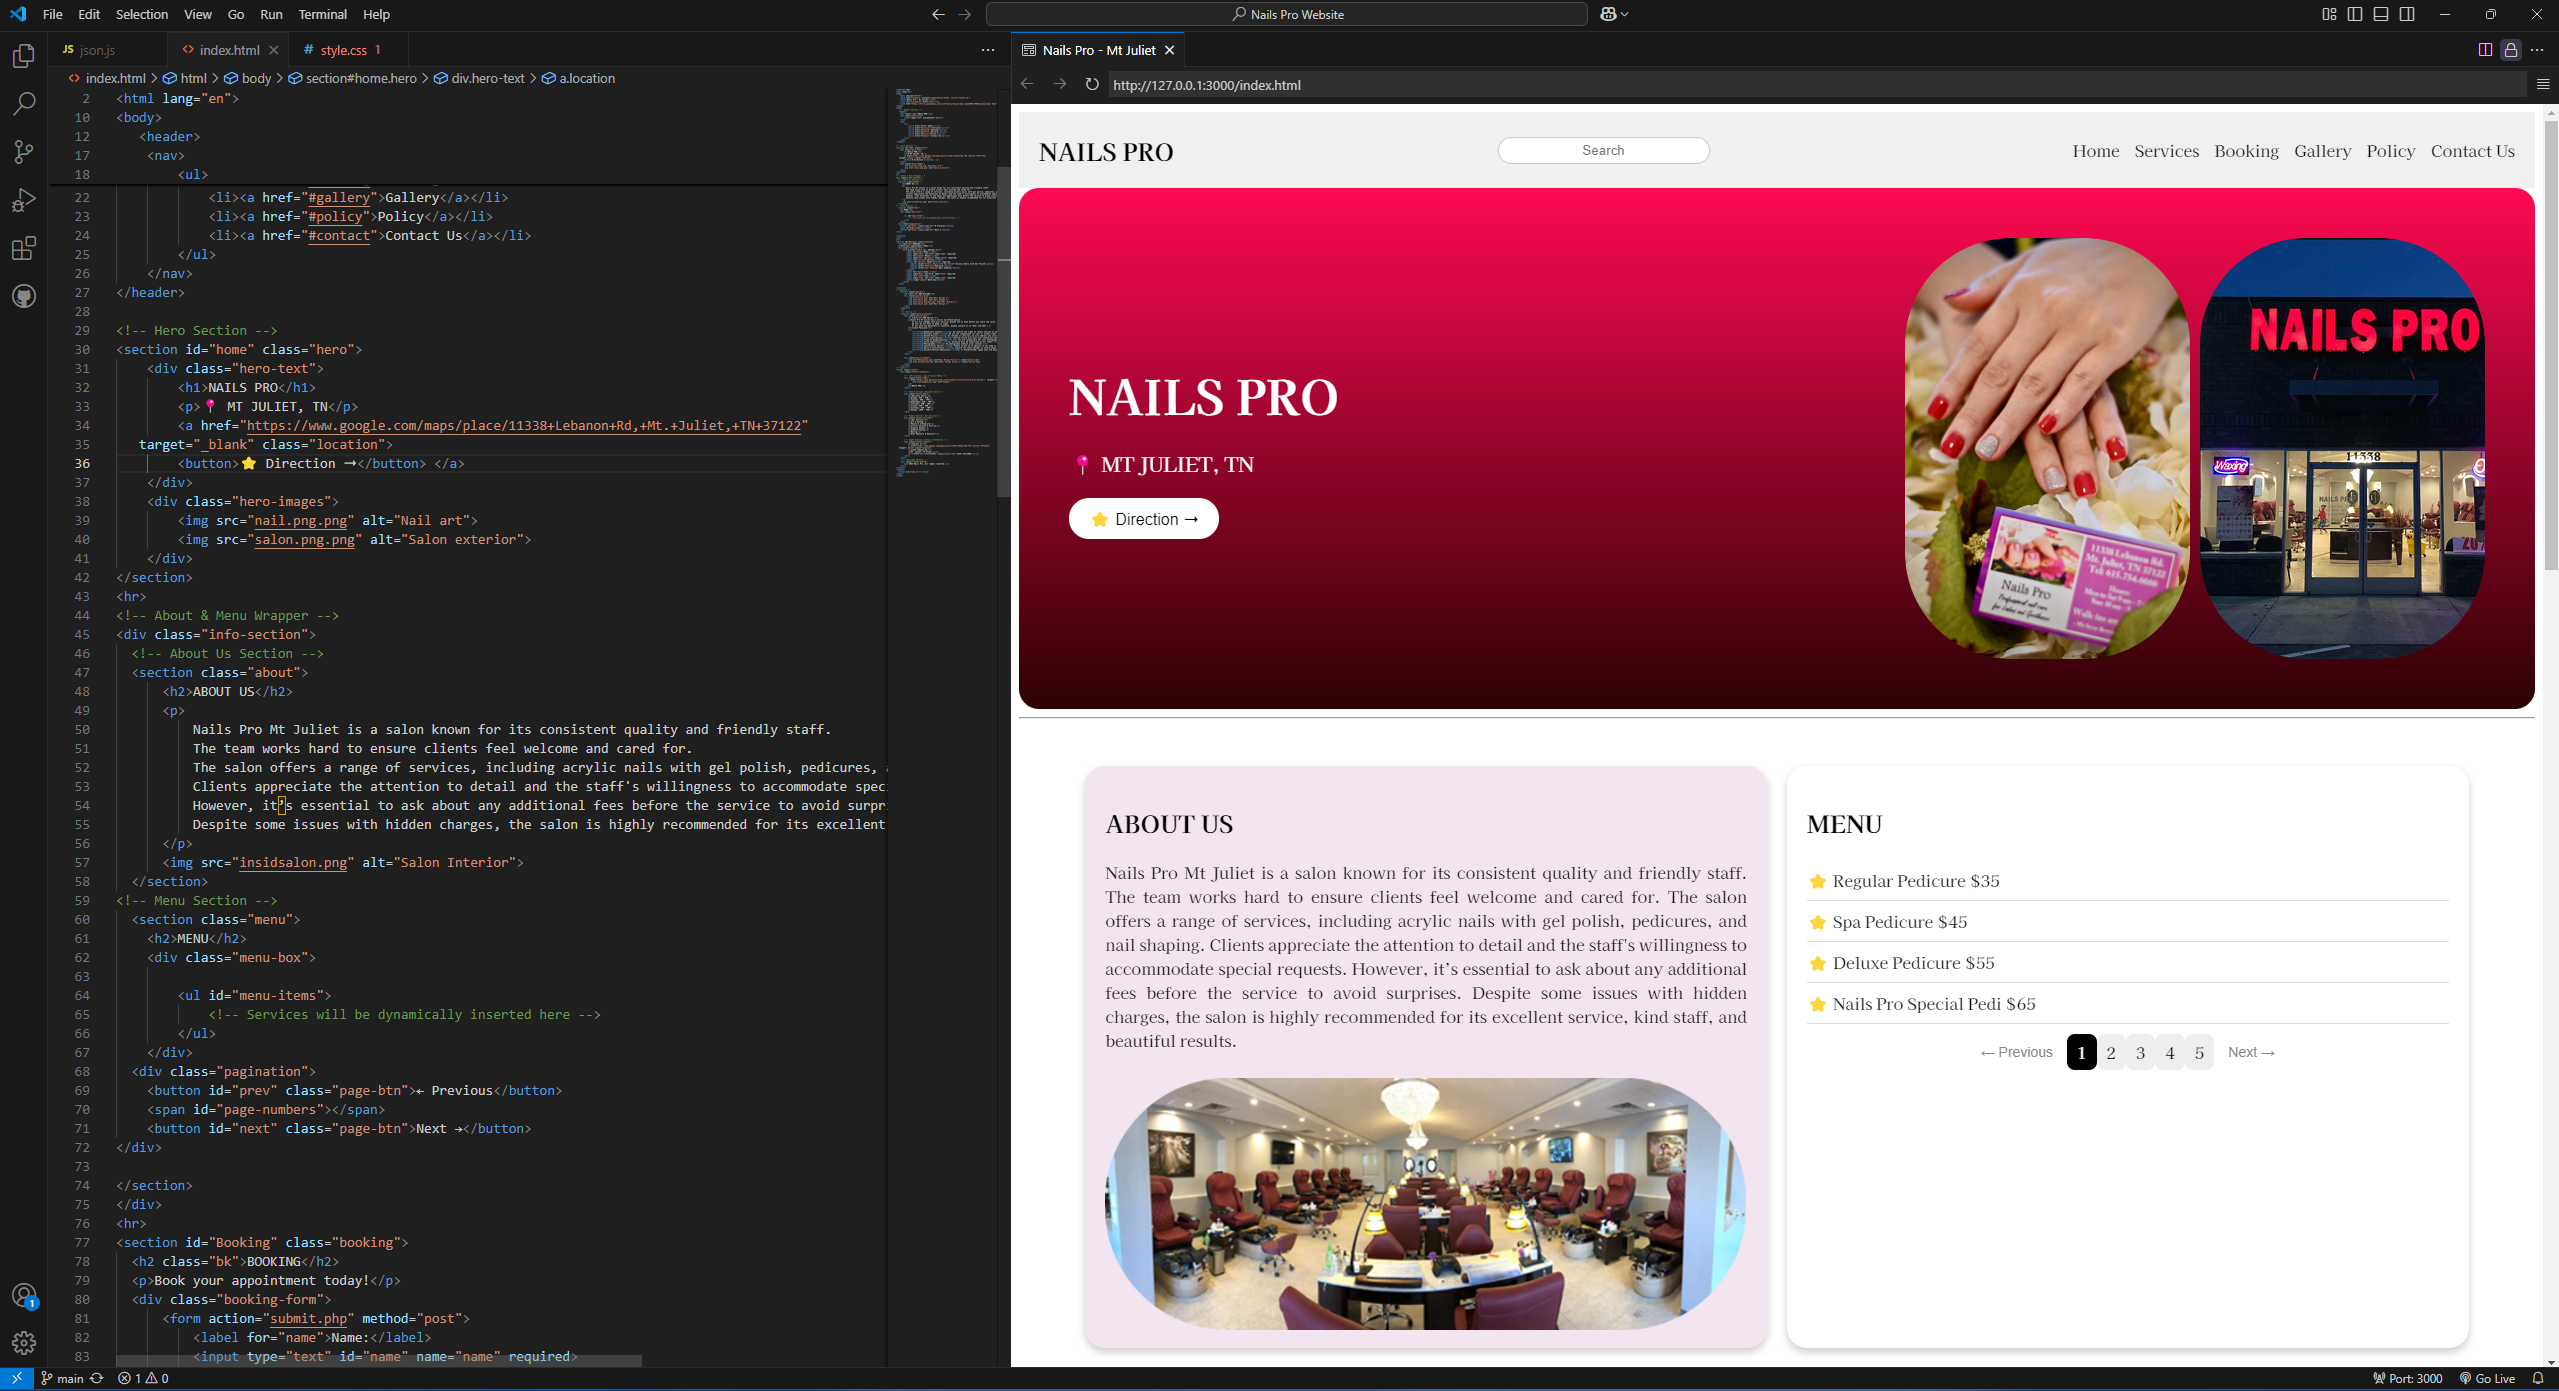 File Edit Selection View Go Run Terminal Help
Nails Pro Website
json.js
index.html
style.css 1
index.html > html > body > section#home.hero > div.hero-text > a.location
2 <html lang="en">
10 <body>
12 <header>
17 <nav>
18 <ul>
22 <li><a href="#gallery">Gallery</a></li>
23 <li><a href="#policy">Policy</a></li>
24 <li><a href="#contact">Contact Us</a></li>
25 </ul>
26 </nav>
27 </header>
28
29 <!-- Hero Section -->
30 <section id="home" class="hero">
31 <div class="hero-text">
32 <h1>NAILS PRO</h1>
33 <p>📍 MT JULIET, TN</p>
34 <a href="https://www.google.com/maps/place/11338+Lebanon+Rd,+Mt.+Juliet,+TN+37122"
35 target="_blank" class="location">
36 <button>⭐ Direction →</button> </a>
37 </div>
38 <div class="hero-images">
39 <img src="nail.png.png" alt="Nail art">
40 <img src="salon.png.png" alt="Salon exterior">
41 </div>
42 </section>
43 <hr>
44 <!-- About & Menu Wrapper -->
45 <div class="info-section">
46 <!-- About Us Section -->
47 <section class="about">
48 <h2>ABOUT US</h2>
49 <p>
50 Nails Pro Mt Juliet is a salon known for its consistent quality and friendly staff.
51 The team works hard to ensure clients feel welcome and cared for.
52 The salon offers a range of services, including acrylic nails with gel polish, pedicures,
53 Clients appreciate the attention to detail and the staff's willingness to accommodate spec
54 However, it’s essential to ask about any additional fees before the service to avoid surpr
55 Despite some issues with hidden charges, the salon is highly recommended for its excellent
56 </p>
57 <img src="insidsalon.png" alt="Salon Interior">
58 </section>
59 <!-- Menu Section -->
60 <section class="menu">
61 <h2>MENU</h2>
62 <div class="menu-box">
63
64 <ul id="menu-items">
65 <!-- Services will be dynamically inserted here -->
66 </ul>
67 </div>
68 <div class="pagination">
69 <button id="prev" class="page-btn">← Previous</button>
70 <span id="page-numbers"></span>
71 <button id="next" class="page-btn">Next →</button>
72 </div>
73
74 </section>
75 </div>
76 <hr>
77 <section id="Booking" class="booking">
78 <h2 class="bk">BOOKING</h2>
79 <p>Book your appointment today!</p>
80 <div class="booking-form">
81 <form action="submit.php" method="post">
82 <label for="name">Name:</label>
83 <input type="text" id="name" name="name" required>
Nails Pro - Mt Juliet
http://127.0.0.1:3000/index.html
NAILS PRO
Search
Home Services Booking Gallery Policy Contact Us
NAILS PRO
📍 MT JULIET, TN
⭐ Direction →
11338 Lebanon Rd.
Mt. Juliet, TN 37122
Tel: 615.754.6666
Nails Pro
NAILS PRO
11338
Waxing
NAILS PRO
ABOUT US
Nails Pro Mt Juliet is a salon known for its consistent quality and friendly staff.
The team works hard to ensure clients feel welcome and cared for. The salon
offers a range of services, including acrylic nails with gel polish, pedicures, and
nail shaping. Clients appreciate the attention to detail and the staff's willingness to
accommodate special requests. However, it’s essential to ask about any additional
fees before the service to avoid surprises. Despite some issues with hidden
charges, the salon is highly recommended for its excellent service, kind staff, and
beautiful results.
MENU
⭐ Regular Pedicure $35
⭐ Spa Pedicure $45
⭐ Deluxe Pedicure $55
⭐ Nails Pro Special Pedi $65
← Previous 1 2 3 4 5 Next →
1
main 1 0
Port: 3000 Go Live